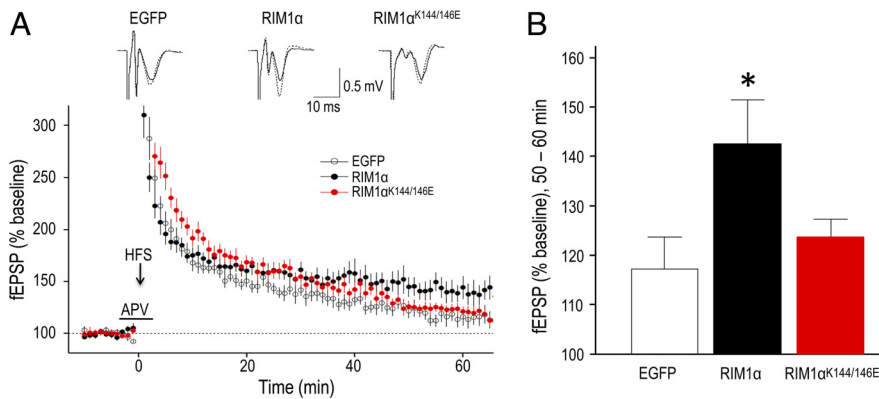 A
EGFP
RIM1α
RIM1αK144/146E
0.5 mV
10 ms
300
250
200
150
100
fEPSP (% baseline)
EGFP
RIM1α
RIM1αK144/146E
HFS
APV
0
20
40
60
Time (min)
B
160
150
140
130
120
110
100
fEPSP (% baseline), 50 – 60 min
*
EGFP
RIM1α
RIM1αK144/146E